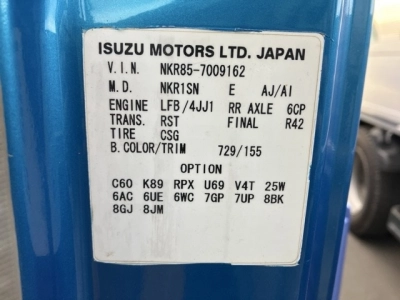 ISUZU MOTORS LTD. JAPAN
V.I.N. NKR85-7009162
M.D. NKR1SN E AJ/AI
ENGINE LFB/4JJ1 RR AXLE 6CP
TRANS. RST FINAL R42
TIRE CSG
B.COLOR/TRIM 729/155
OPTION
C60 K89 RPX U69 V4T 25W
6AC 6UE 6WC 7GP 7UP 8BK
8GJ 8JM